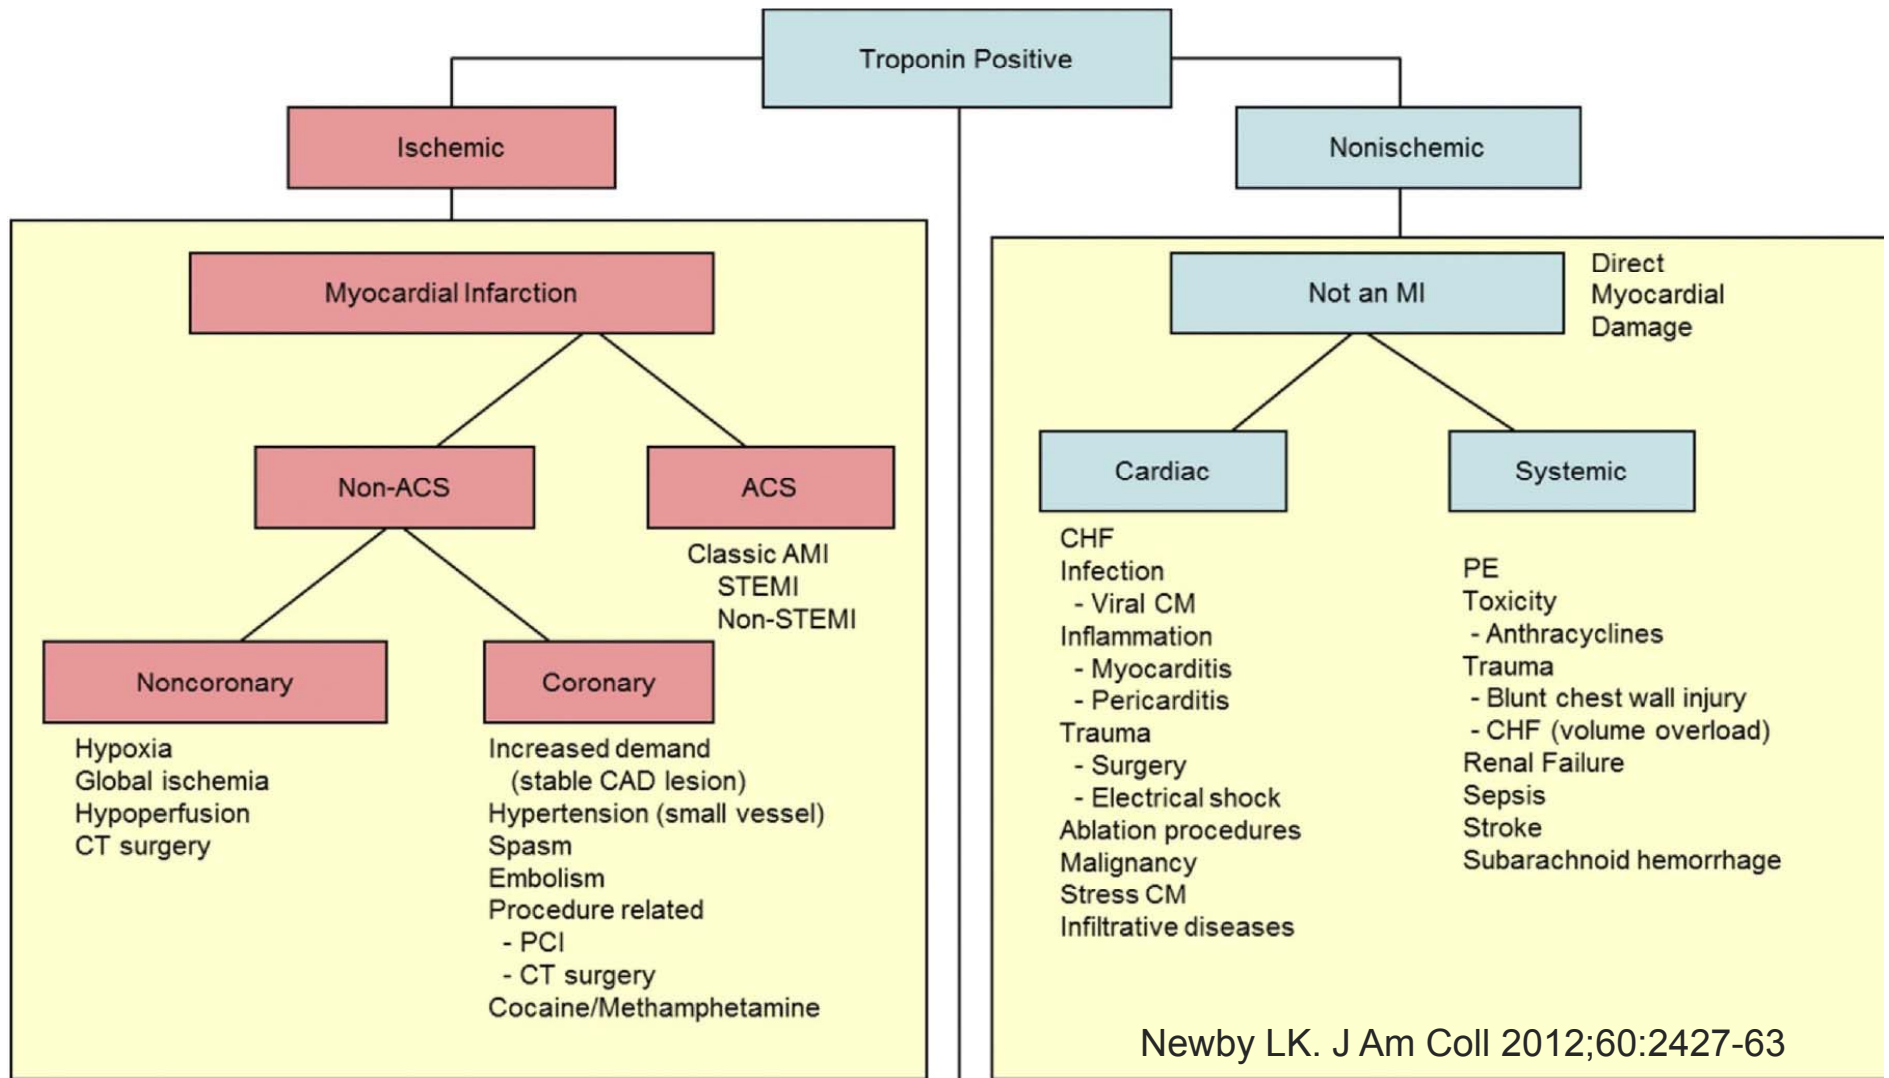 Troponin Positive
Ischemic
Nonischemic
Myocardial Infarction
Non-ACS
ACS
Classic AMI
STEMI
Non-STEMI
Noncoronary
Hypoxia
Global ischemia
Hypoperfusion
CT surgery
Coronary
Increased demand
(stable CAD lesion)
Hypertension (small vessel)
Spasm
Embolism
Procedure related
- PCI
- CT surgery
Cocaine/Methamphetamine
Not an MI
Direct
Myocardial
Damage
Cardiac
CHF
Infection
- Viral CM
Inflammation
- Myocarditis
- Pericarditis
Trauma
- Surgery
- Electrical shock
Ablation procedures
Malignancy
Stress CM
Infiltrative diseases
Systemic
PE
Toxicity
- Anthracyclines
Trauma
- Blunt chest wall injury
- CHF (volume overload)
Renal Failure
Sepsis
Stroke
Subarachnoid hemorrhage
Newby LK. J Am Coll 2012;60:2427-63